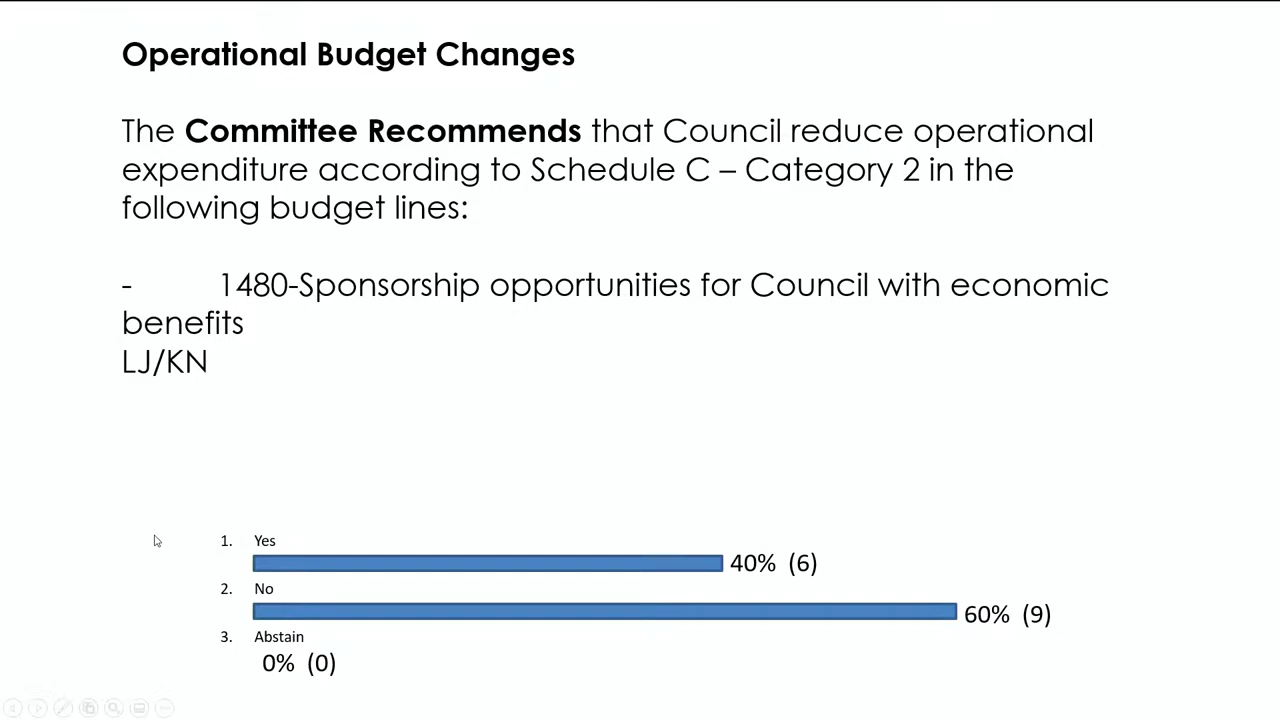 Operational Budget Changes
The Committee Recommends that Council reduce operational
expenditure according to Schedule C – Category 2 in the
following budget lines:
- 1480-Sponsorship opportunities for Council with economic
benefits
LJ/KN
1. Yes
40% (6)
2. No
60% (9)
3. Abstain
0% (0)